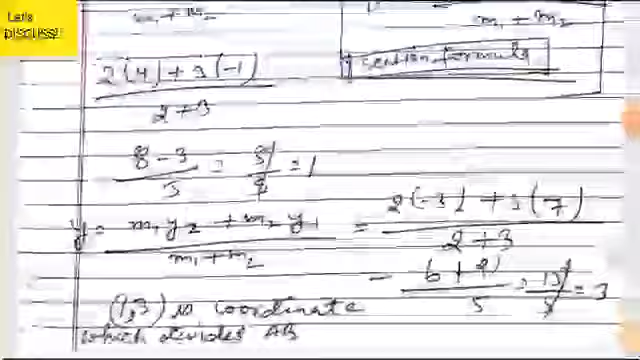 Let's
DISCUSS!
m₁ + m₂
m₁ + m₂
2(4) + 3(-1)
section formula
2 + 3
8 - 3 / 5 = 5 / 5 = 1
y = m₁y₂ + m₂y₁ / m₁ + m₂ = 2(-3) + 3(7) / 2 + 3
- 6 + 21 / 5 = 15 / 5 = 3
(1,3) is coordinate
which divides AB